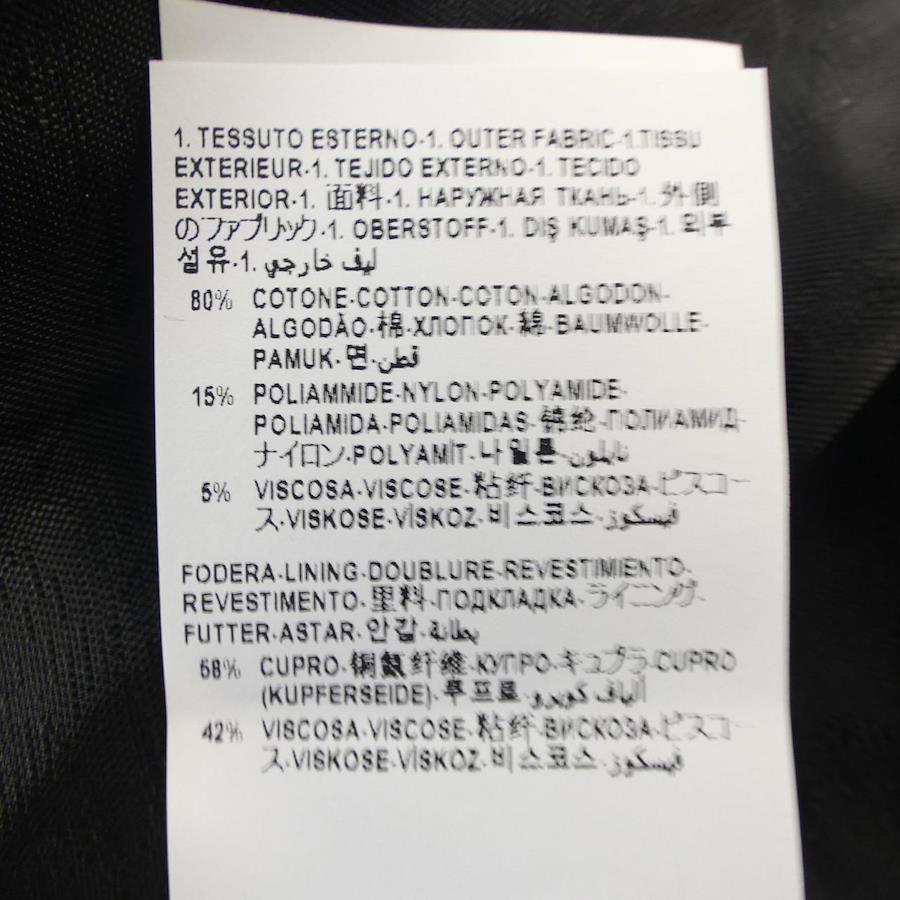 1. TESSUTO ESTERNO·1. OUTER FABRIC·1.TISSU
EXTERIEUR·1. TEJIDO EXTERNO·1. TECIDO
EXTERIOR·1. 面料·1. НАРУЖНАЯ ТКАНЬ·1. 外側
のファブリック·1. OBERSTOFF·1. DIŞ KUMAŞ·1. 외부
섬유·1. ليف خارجي
80% COTONE·COTTON·COTON·ALGODON·
ALGODÃO·棉·ХЛОПОК·綿·BAUMWOLLE·
PAMUK·면·قطن
15% POLIAMMIDE·NYLON·POLYAMIDE·
POLIAMIDA·POLIAMIDAS·锦纶·ПОЛИАМИД·
ナイロン·POLYAMİT·나일론·نايلون
5% VISCOSA·VISCOSE·粘纤·ВИСКОЗА·ビスコー
ス·VISKOSE·VİSKOZ·비스코스·فيسكوز
FODERA·LINING·DOUBLURE·REVESTIMIENTO·
REVESTIMENTO·里料·ПОДКЛАДКА·ライニング·
FUTTER·ASTAR·안감·بطانة
58% CUPRO·铜氨纤维·КУПРО·キュプラ·CUPRO
(KUPFERSEIDE)·큐프로·ألياف كوبرو
42% VISCOSA·VISCOSE·粘纤·ВИСКОЗА·ビスコー
ス·VISKOSE·VİSKOZ·비스코스·فيسكوز